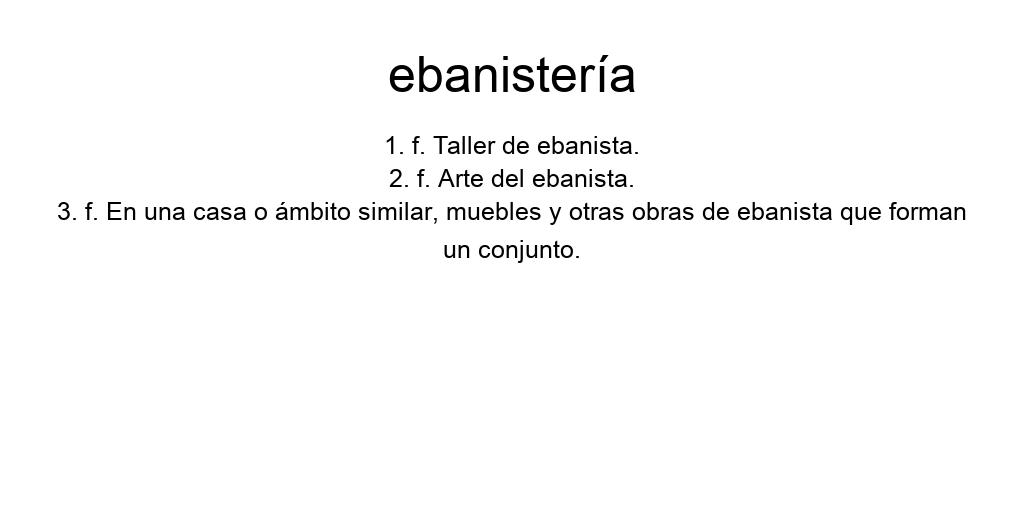 ebanistería
1. f. Taller de ebanista.
2. f. Arte del ebanista.
3. f. En una casa o ámbito similar, muebles y otras obras de ebanista que forman
un conjunto.